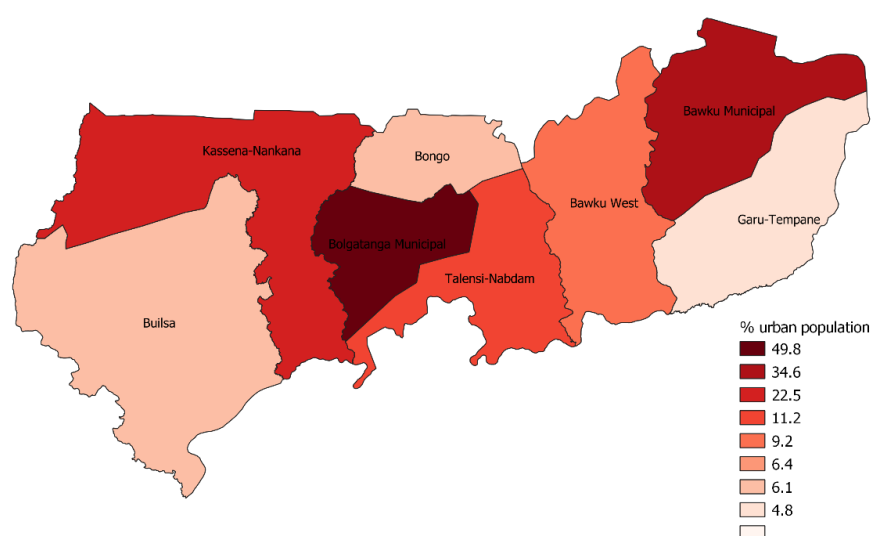 Bawku Municipal
Kassena-Nankana
Bongo
Bawku West
Garu-Tempane
Bolgatanga Municipal
Talensi-Nabdam
Builsa
% urban population
49.8
34.6
22.5
11.2
9.2
6.4
6.1
4.8